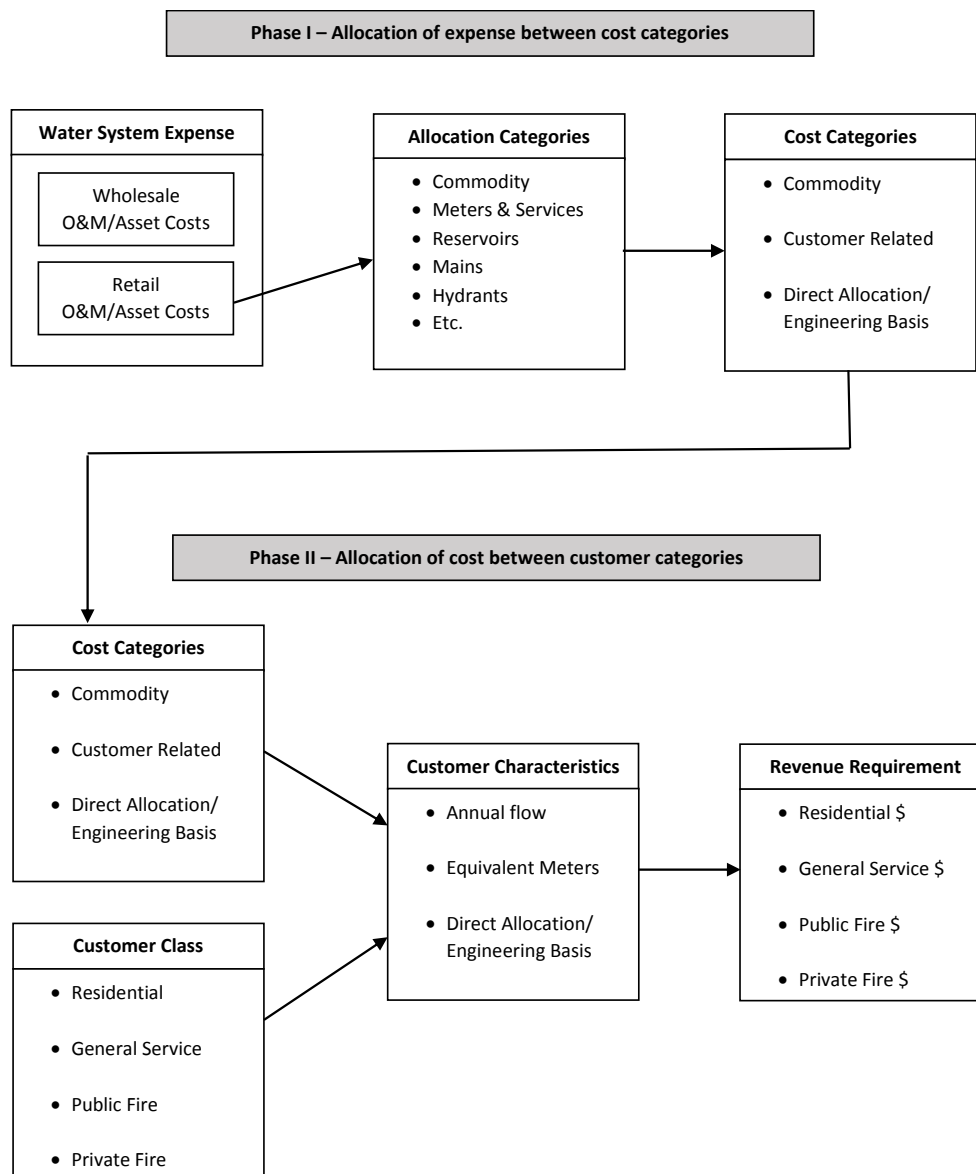 Phase I – Allocation of expense between cost categories
Water System Expense
Wholesale
O&M/Asset Costs
Retail
O&M/Asset Costs
Allocation Categories
• Commodity
• Meters & Services
• Reservoirs
• Mains
• Hydrants
• Etc.
Cost Categories
• Commodity
• Customer Related
• Direct Allocation/
Engineering Basis
Phase II – Allocation of cost between customer categories
Cost Categories
• Commodity
• Customer Related
• Direct Allocation/
Engineering Basis
Customer Class
• Residential
• General Service
• Public Fire
• Private Fire
Customer Characteristics
• Annual flow
• Equivalent Meters
• Direct Allocation/
Engineering Basis
Revenue Requirement
• Residential $
• General Service $
• Public Fire $
• Private Fire $